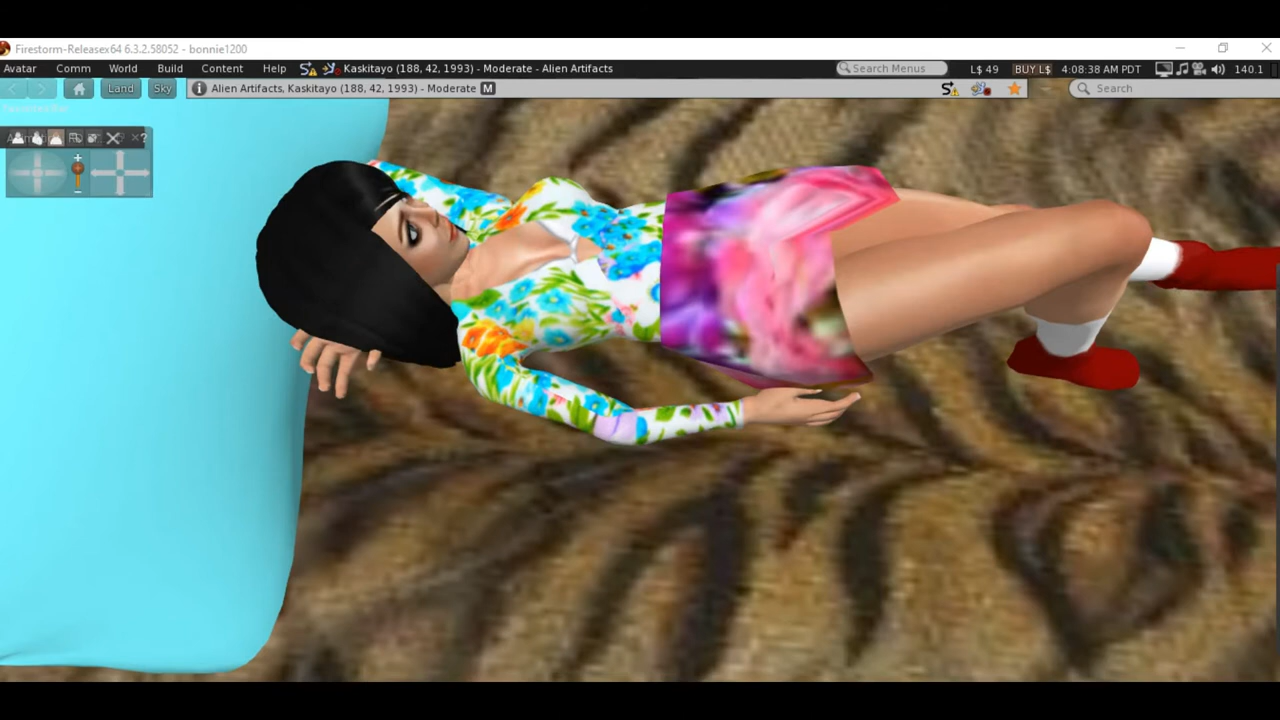 Firestorm-Releasex64 6.3.2.58052 - bonnie1200
Avatar Comm World Build Content Help Kaskitayo (188, 42, 1993) - Moderate - Alien Artifacts Search Menus L$ 49 BUY L$ 4:08:38 AM PDT 140.1
Land Sky Alien Artifacts, Kaskitayo (188, 42, 1993) - Moderate M Search